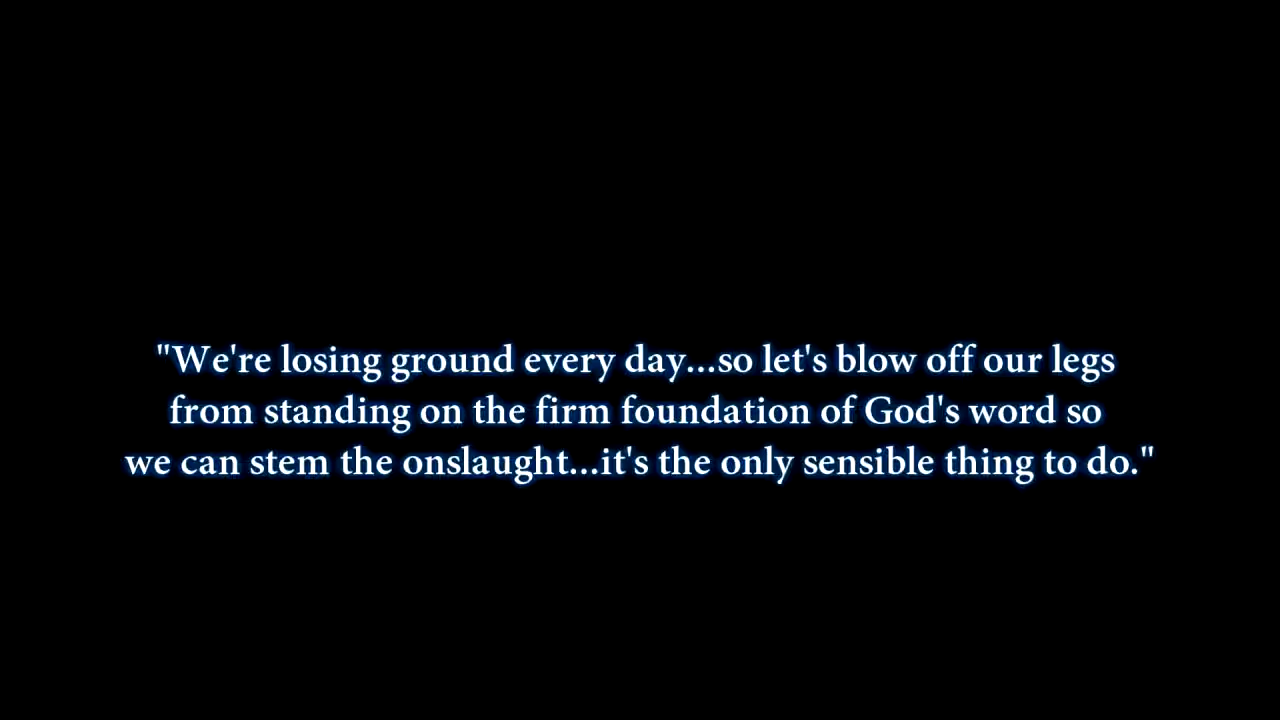 "We're losing ground every day...so let's blow off our legs
from standing on the firm foundation of God's word so
we can stem the onslaught...it's the only sensible thing to do."